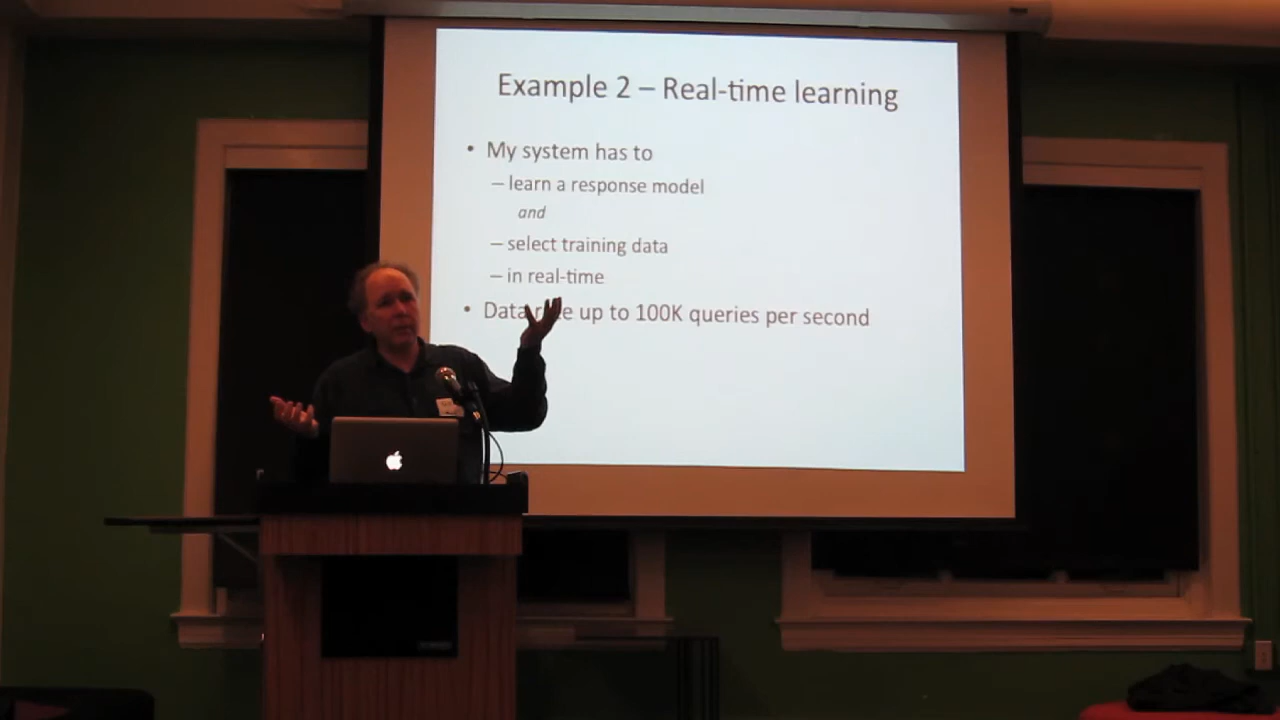 Example 2 – Real-time learning
• My system has to
– learn a response model
and
– select training data
– in real-time
• Data up to 100K queries per second